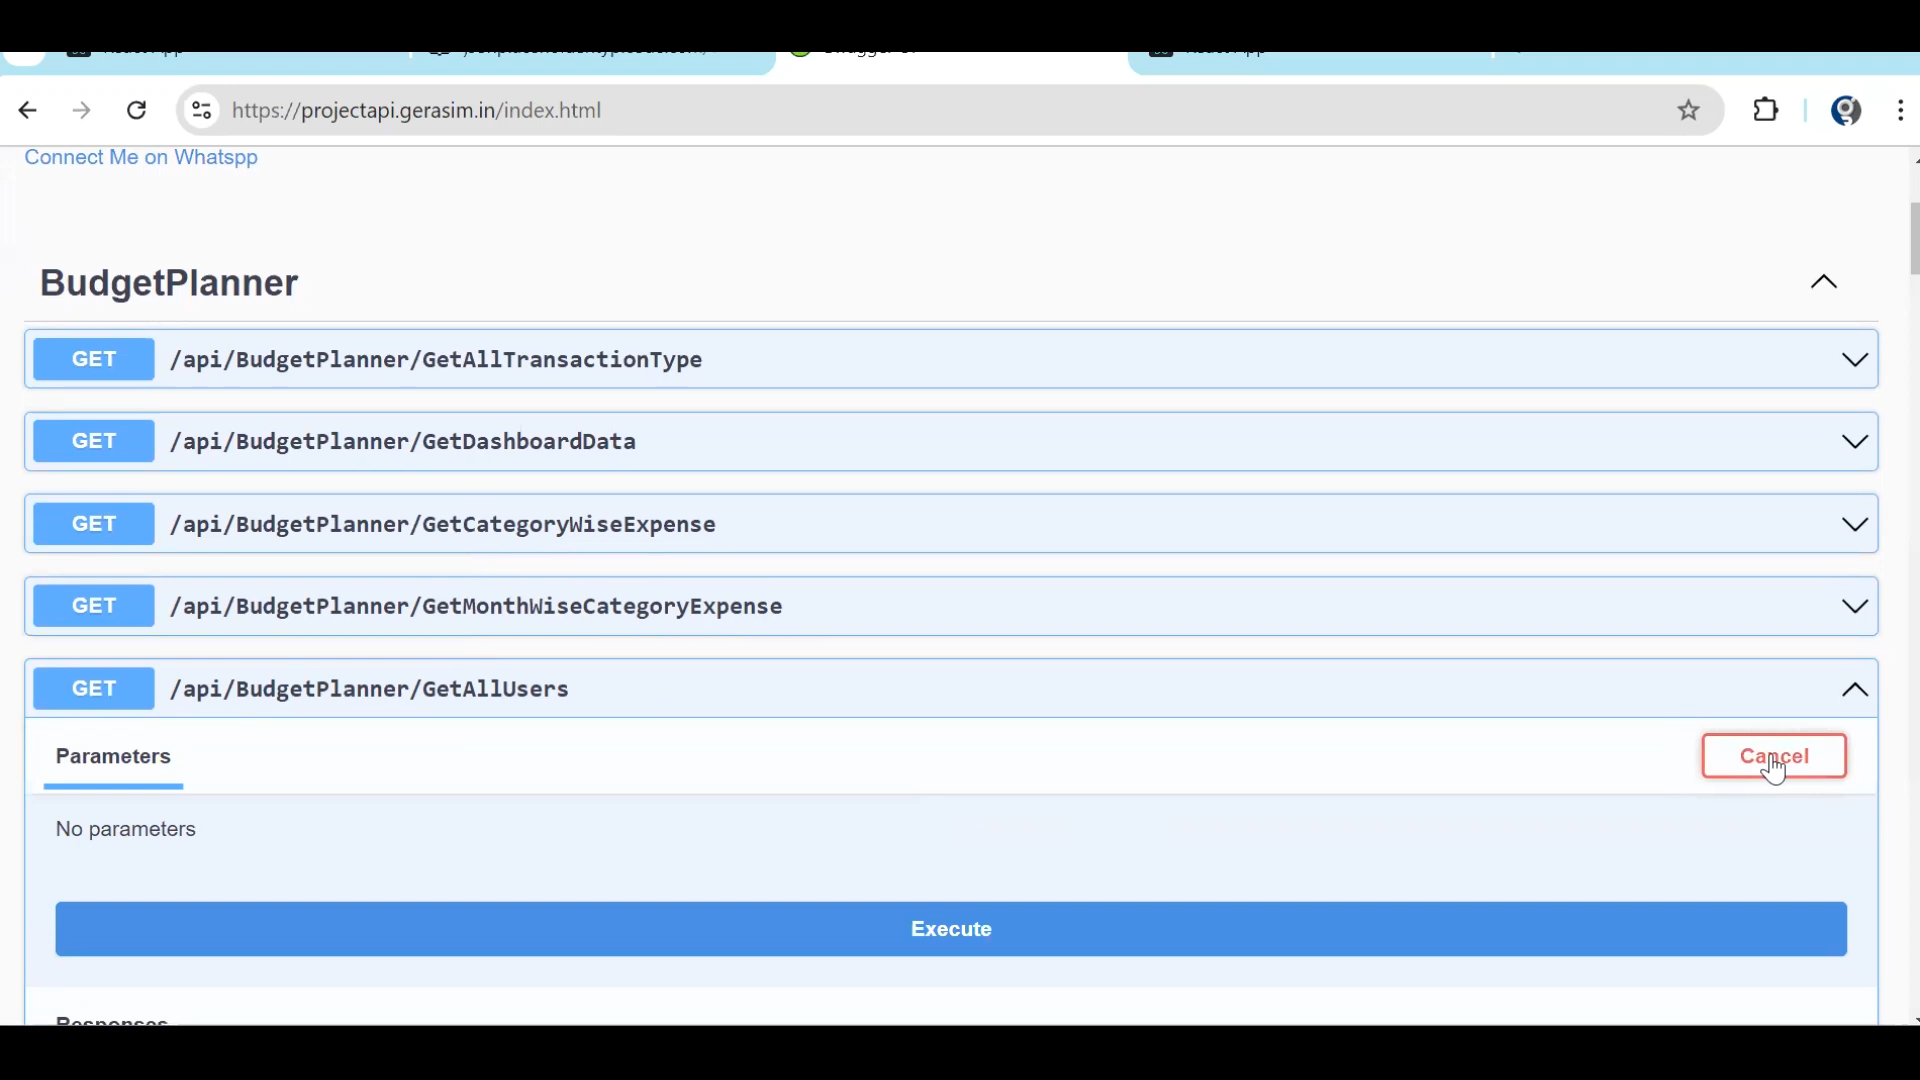 https://projectapi.gerasim.in/index.html
Connect Me on Whatspp
BudgetPlanner
GET /api/BudgetPlanner/GetAllTransactionType
GET /api/BudgetPlanner/GetDashboardData
GET /api/BudgetPlanner/GetCategoryWiseExpense
GET /api/BudgetPlanner/GetMonthWiseCategoryExpense
GET /api/BudgetPlanner/GetAllUsers
Parameters
Cancel
No parameters
Execute
Responses